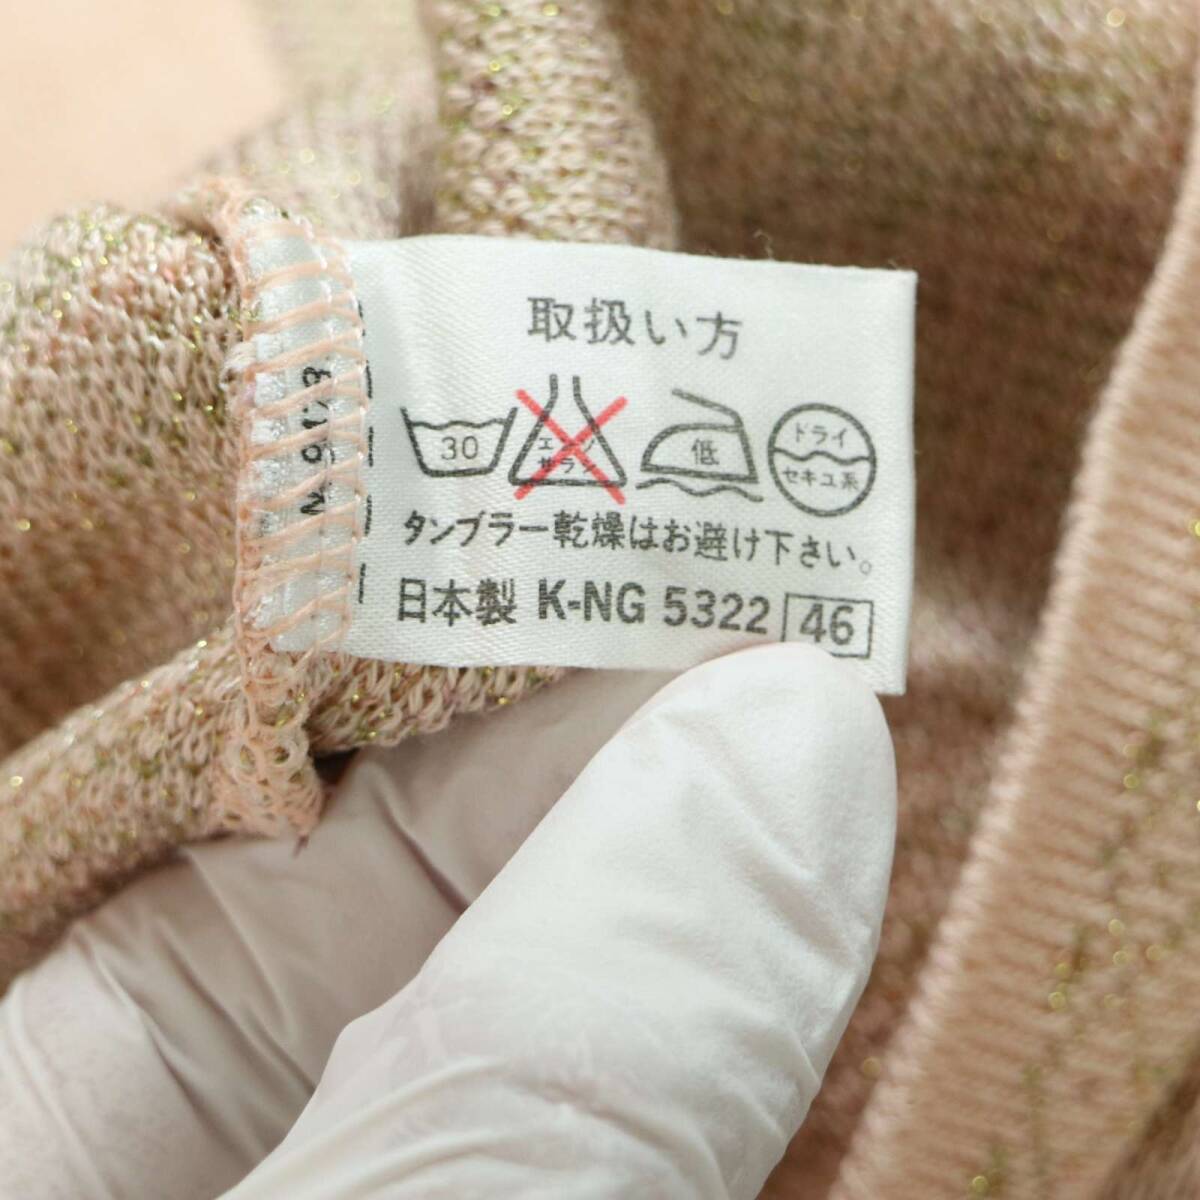 取扱い方
30
エンソ
サラシ
低
ドライ
セキユ系
タンブラー乾燥はお避け下さい。
日本製 K-NG 5322 46